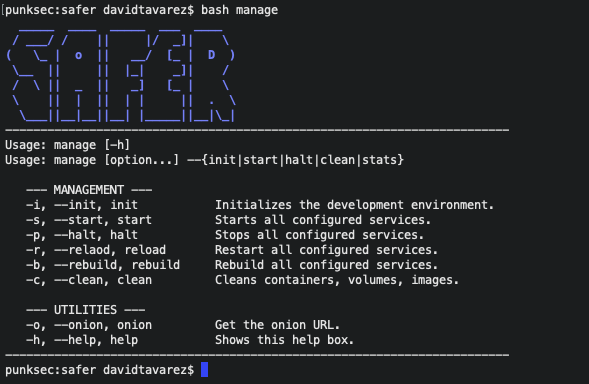 punksec:safer davidtavarez$ bash manage
SAFER
Usage: manage [-h]
Usage: manage [option...] --{init|start|halt|clean|stats}
--- MANAGEMENT ---
-i, --init, init Initializes the development environment.
-s, --start, start Starts all configured services.
-p, --halt, halt Stops all configured services.
-r, --relaod, reload Restart all configured services.
-b, --rebuild, rebuild Rebuild all configured services.
-c, --clean, clean Cleans containers, volumes, images.
--- UTILITIES ---
-o, --onion, onion Get the onion URL.
-h, --help, help Shows this help box.
punksec:safer davidtavarez$